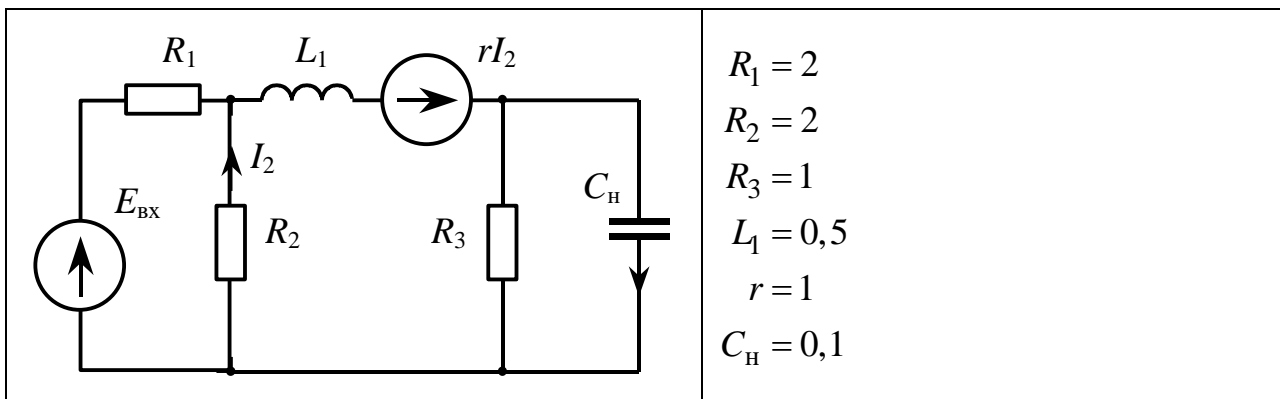 R₁ L₁ rI₂
I₂
Eвх
R₂ R₃ Cн
R₁ = 2
R₂ = 2
R₃ = 1
L₁ = 0,5
r = 1
Cн = 0,1